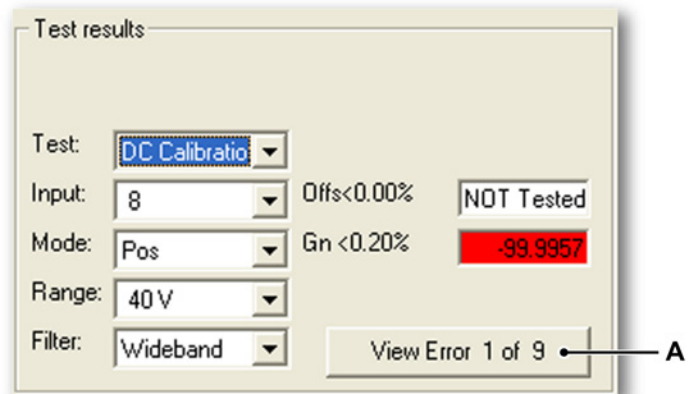 Test results
Test: DC Calibratio
Input: 8 Offs<0.00% NOT Tested
Mode: Pos Gn <0.20% -99.9957
Range: 40 V
Filter: Wideband View Error 1 of 9 A